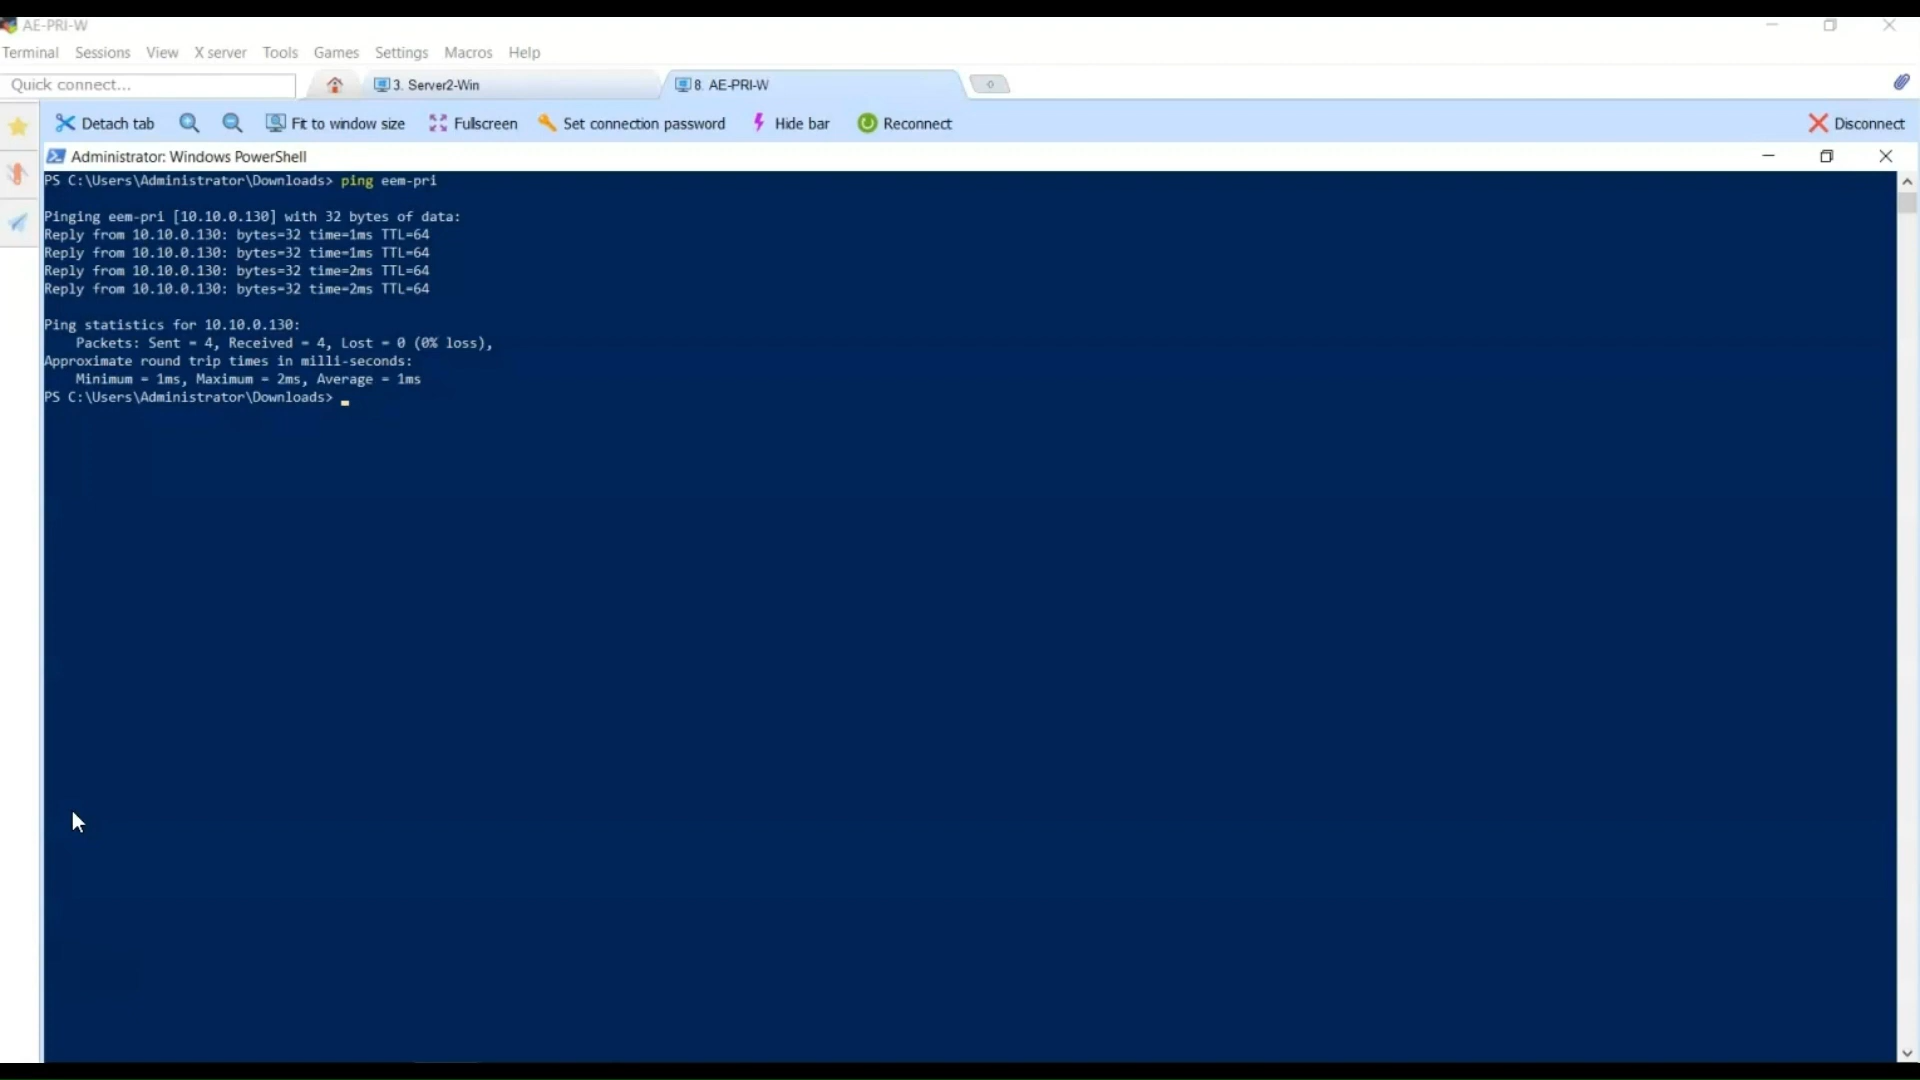 AE-PRI-W
Terminal Sessions View X server Tools Games Settings Macros Help
Quick connect... 3. Server2-Win 8. AE-PRI-W
Detach tab Fit to window size Fullscreen Set connection password Hide bar Reconnect Disconnect
Administrator: Windows PowerShell
PS C:\Users\Administrator\Downloads> ping eem-pri
Pinging eem-pri [10.10.0.130] with 32 bytes of data:
Reply from 10.10.0.130: bytes=32 time=1ms TTL=64
Reply from 10.10.0.130: bytes=32 time=1ms TTL=64
Reply from 10.10.0.130: bytes=32 time=2ms TTL=64
Reply from 10.10.0.130: bytes=32 time=2ms TTL=64
Ping statistics for 10.10.0.130:
Packets: Sent = 4, Received = 4, Lost = 0 (0% loss),
Approximate round trip times in milli-seconds:
Minimum = 1ms, Maximum = 2ms, Average = 1ms
PS C:\Users\Administrator\Downloads>